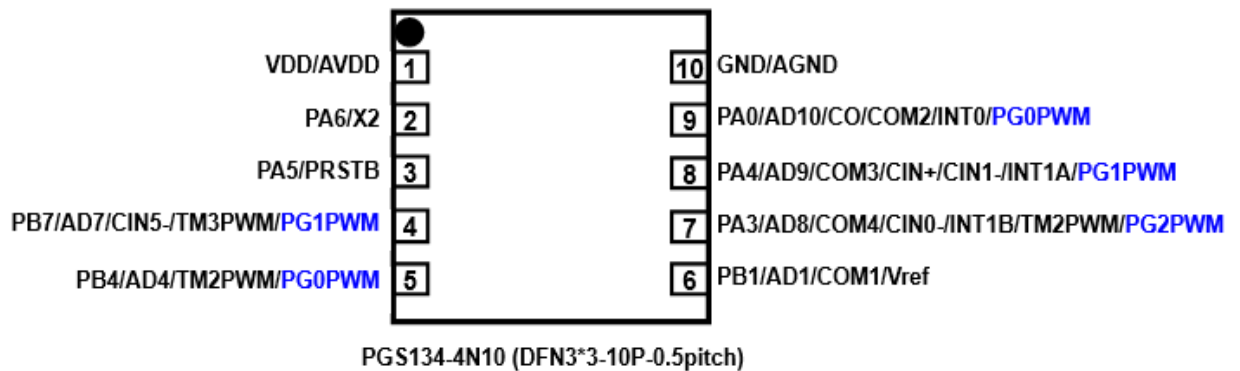 VDD/AVDD 1 10 GND/AGND
PA6/X2 2 9 PA0/AD10/CO/COM2/INT0/PG0PWM
PA5/PRSTB 3 8 PA4/AD9/COM3/CIN+/CIN1-/INT1A/PG1PWM
PB7/AD7/CIN5-/TM3PWM/PG1PWM 4 7 PA3/AD8/COM4/CIN0-/INT1B/TM2PWM/PG2PWM
PB4/AD4/TM2PWM/PG0PWM 5 6 PB1/AD1/COM1/Vref
PGS134-4N10 (DFN3*3-10P-0.5pitch)